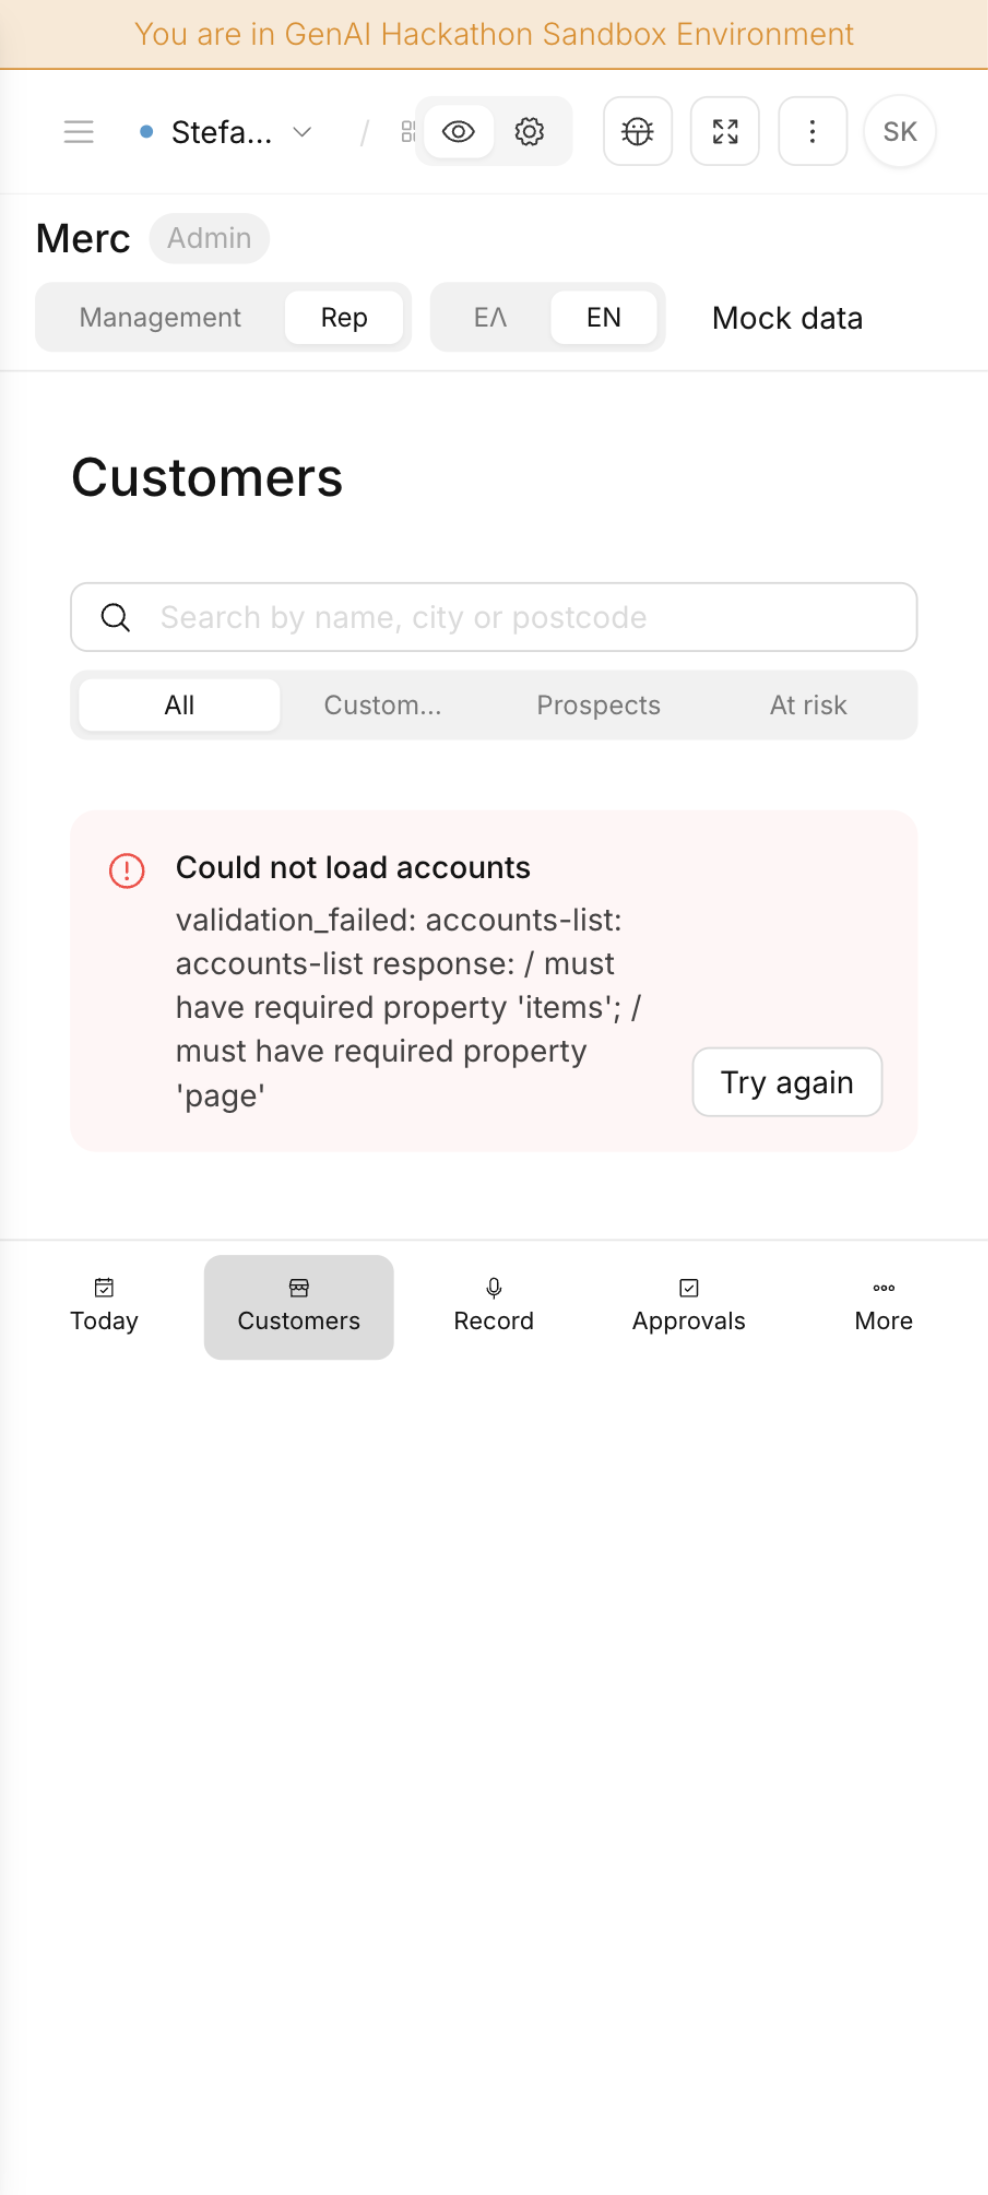 You are in GenAI Hackathon Sandbox Environment
Stefa...
/
SK
Merc
Admin
Management
Rep
ΕΛ
EN
Mock data
Customers
Search by name, city or postcode
All
Custom...
Prospects
At risk
Could not load accounts
validation_failed: accounts-list:
accounts-list response: / must
have required property 'items'; /
must have required property
'page'
Try again
Today
Customers
Record
Approvals
More